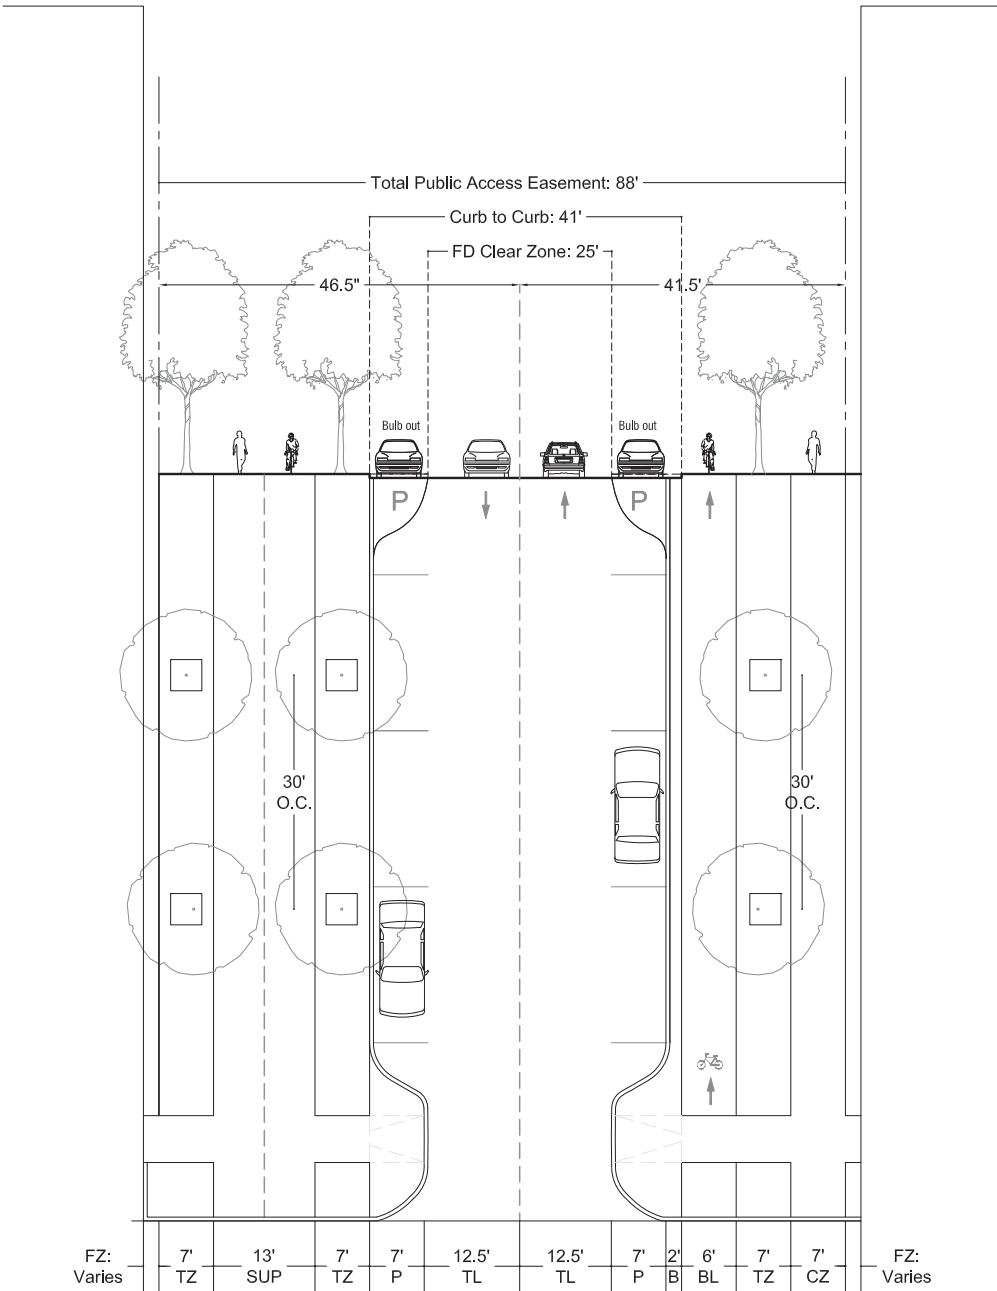 Total Public Access Easement: 88'
Curb to Curb: 41'
FD Clear Zone: 25'
46.5"
41.5'
Bulb out
Bulb out
P
P
30'
O.C.
30'
O.C.
FZ:
Varies
7'
TZ
13'
SUP
7'
TZ
7'
P
12.5'
TL
12.5'
TL
7'
P
2'
B
6'
BL
7'
TZ
7'
CZ
FZ:
Varies